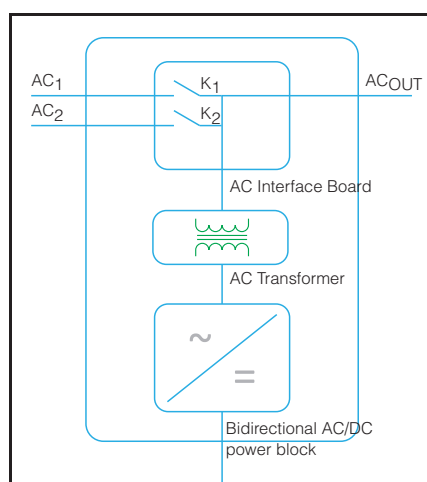 AC1
K1
ACOUT
AC2
K2
AC Interface Board
AC Transformer
~
=
Bidirectional AC/DC
power block